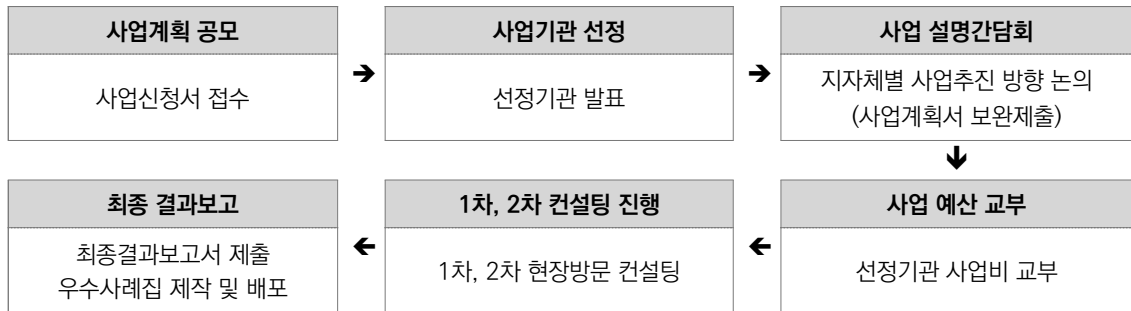 사업계획 공모
사업신청서 접수
➔
사업기관 선정
선정기관 발표
➔
사업 설명간담회
지자체별 사업추진 방향 논의
(사업계획서 보완제출)
사업 예산 교부
선정기관 사업비 교부
1차, 2차 컨설팅 진행
1차, 2차 현장방문 컨설팅
최종 결과보고
최종결과보고서 제출
우수사례집 제작 및 배포